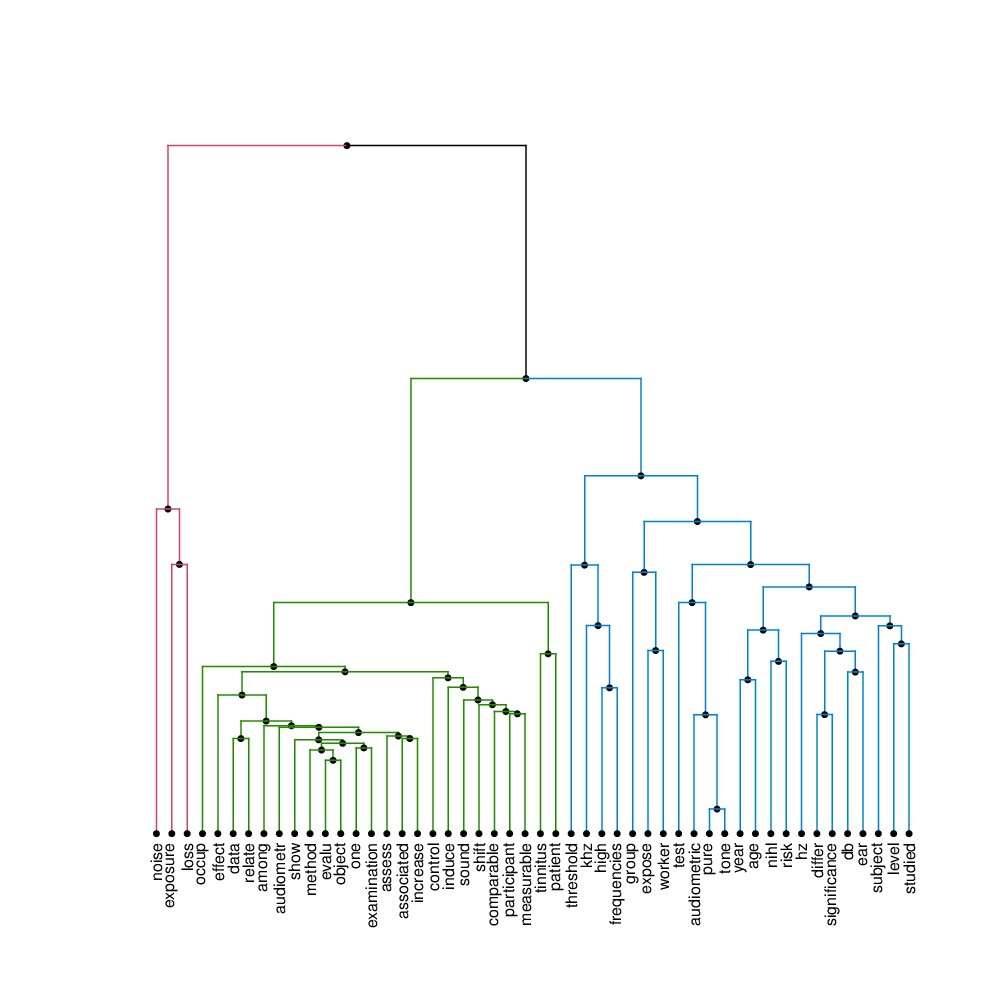 noise
exposure
loss
occup
effect
data
relate
among
audiometr
show
method
evalu
object
one
examination
assess
associated
increase
control
induce
sound
shift
comparable
participant
measurable
tinnitus
patient
threshold
khz
high
frequencies
group
expose
worker
test
audiometric
pure
tone
year
age
nihl
risk
hz
differ
significance
db
ear
subject
level
studied